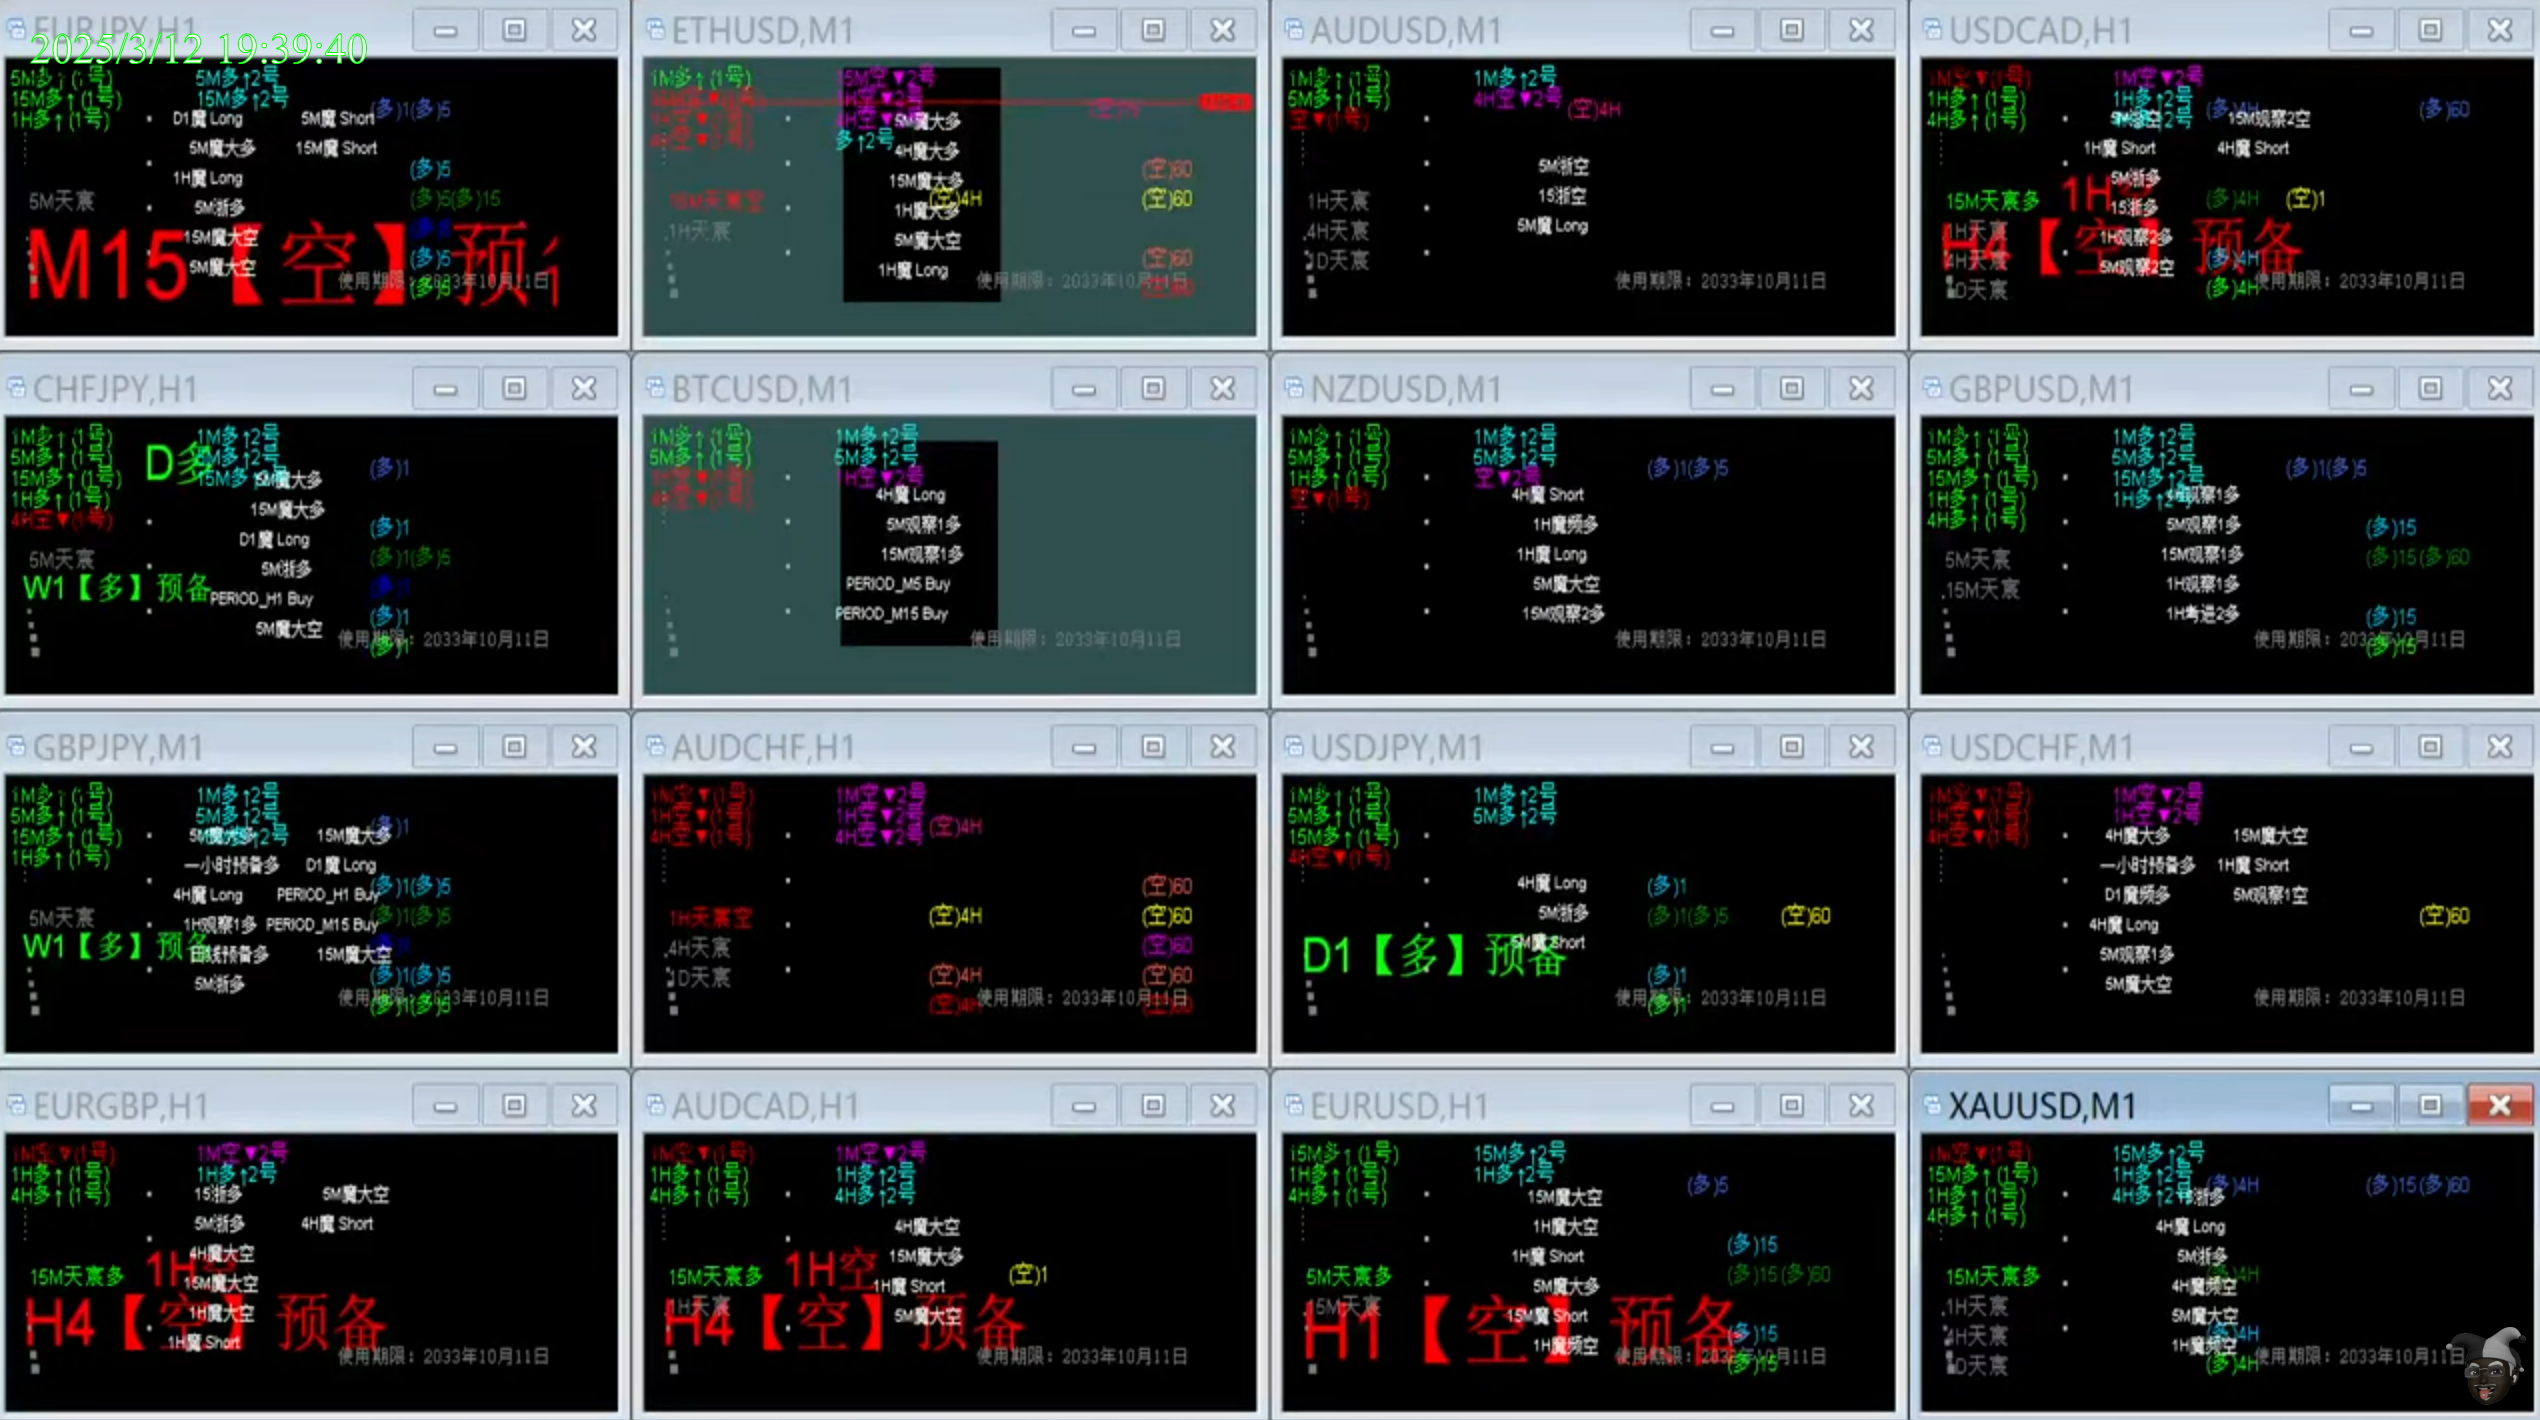 EURJPY,H1
2025/3/12 19:39:40
5M多↑(1号)
15M多↑(1号)
1H多↑(1号)
5M多↑2号
15M多↑2号
(多)1(多)5
D1魔 Long
5M魔 Short
5M魔大多
15M魔 Short
1H魔 Long
(多)5
5M天宸
5M浙多
(多)5(多)15
15M魔大空
M15【空】预
5M魔大空
(多)5
使用期限：2033年10月11日
(多)5
ETHUSD,M1
1M多↑(1号)
15M空▼2号
1H空▼2号
4H空▼2号
多↑2号
5M魔大多
4H魔大多
(空)60
15M魔大多
15M天宸空
(空)4H
(空)60
1H魔大多
1H天宸
5M魔大空
(空)60
1H魔 Long
使用期限：2033年10月11日
AUDUSD,M1
1M多↑(1号)
5M多↑(1号)
空▼(1号)
1M多↑2号
4H空▼2号
(空)4H
5M浙空
15浙空
5M魔 Long
1H天宸
4H天宸
1D天宸
使用期限：2033年10月11日
USDCAD,H1
1M空▼(1号)
1H多↑(1号)
4H多↑(1号)
1M空▼2号
1H多↑2号
(多)4H
(多)60
5M浙空
15M观察2空
1H魔 Short
4H魔 Short
5M浙多
15M天宸多
1H空
15浙多
(多)4H
(空)1
1H天宸
1H观察2多
H4【空】预备
4H天宸
(多)4H
5M观察2空
D天宸
(多)4H
使用期限：2033年10月11日
CHFJPY,H1
1M多↑(1号)
5M多↑(1号)
15M多↑(1号)
1H多↑(1号)
4H空▼(1号)
D多
1M多↑2号
5M多↑2号
15M多↑2号
(多)1
5M魔大多
15M魔大多
D1魔 Long
(多)1
5M天宸
5M浙多
(多)1(多)5
W1【多】预备
PERIOD_H1 Buy
(多)1
5M魔大空
使用期限：2033年10月11日
(多)1
BTCUSD,M1
1M多↑(1号)
5M多↑(1号)
1H空▼(1号)
4H空▼(1号)
1M多↑2号
5M多↑2号
1H空▼2号
4H魔 Long
5M观察1多
15M观察1多
PERIOD_M5 Buy
PERIOD_M15 Buy
使用期限：2033年10月11日
NZDUSD,M1
1M多↑(1号)
5M多↑(1号)
1H多↑(1号)
空▼(1号)
1M多↑2号
5M多↑2号
空▼2号
(多)1(多)5
4H魔 Short
1H魔频多
1H魔 Long
5M魔大空
15M观察2多
使用期限：2033年10月11日
GBPUSD,M1
1M多↑(1号)
5M多↑(1号)
15M多↑(1号)
1H多↑(1号)
4H多↑(1号)
1M多↑2号
5M多↑2号
15M多↑2号
1H多↑2号
(多)1(多)5
5M观察1多
(多)15
15M观察1多
5M天宸
(多)15(多)60
1H观察1多
15M天宸
1H考进2多
(多)15
使用期限：2033年10月11日
(多)15
GBPJPY,M1
1M多↑(1号)
5M多↑(1号)
15M多↑(1号)
1H多↑(1号)
1M多↑2号
5M多↑2号
(多)1
5M魔大多
15M魔大多
一小时预备多
D1魔 Long
4H魔 Long
PERIOD_H1 Buy
(多)1(多)5
5M天宸
1H观察1多
PERIOD_M15 Buy
(多)5
W1【多】预备
日线预备多
15M魔大空
5M浙多
(多)1(多)5
使用期限：2033年10月11日
(多)1(多)5
AUDCHF,H1
1M空▼(1号)
1H空▼(1号)
4H空▼(1号)
1M空▼2号
1H空▼2号
4H空▼2号
(空)4H
(空)60
1H天宸空
(空)4H
(空)60
4H天宸
(空)60
1D天宸
(空)4H
(空)60
(空)4H
使用期限：2033年10月11日
(空)60
USDJPY,M1
1M多↑(1号)
5M多↑(1号)
15M多↑(1号)
4H空▼(1号)
1M多↑2号
5M多↑2号
4H魔 Long
(多)1
5M浙多
(多)1(多)5
(空)60
5M魔 Short
D1【多】预备
(多)1
使用期限：2033年10月11日
(多)1
USDCHF,M1
1M空▼(1号)
1H空▼(1号)
4H空▼(1号)
1M空▼2号
1H空▼2号
4H魔大多
15M魔大空
一小时预备多
1H魔 Short
D1魔频多
5M观察1空
4H魔 Long
(空)60
5M观察1多
5M魔大空
使用期限：2033年10月11日
EURGBP,H1
1M空▼(1号)
1H多↑(1号)
4H多↑(1号)
1M空▼2号
1H多↑2号
15浙多
5M魔大空
5M浙多
4H魔 Short
4H魔大空
15M天宸多
1H空
15M魔大空
1H魔大空
H4【空】预备
1H魔 Short
使用期限：2033年10月11日
AUDCAD,H1
1M空▼(1号)
1H多↑(1号)
4H多↑(1号)
1M空▼2号
1H多↑2号
4H多↑2号
4H魔大空
15M魔大多
15M天宸多
1H空
(空)1
1H魔 Short
1H天宸
5M魔大空
H4【空】预备
使用期限：2033年10月11日
EURUSD,H1
15M多↑(1号)
1H多↑(1号)
4H多↑(1号)
15M多↑2号
1H多↑2号
(多)5
15M魔大空
1H魔大空
1H魔 Short
(多)15
5M天宸多
5M魔大多
(多)15(多)60
15M天宸
15M魔 Short
H1【空】预备
1H魔频空
(多)15
使用期限：2033年10月11日
(多)15
XAUUSD,M1
1M空▼(1号)
15M多↑(1号)
1H多↑(1号)
4H多↑(1号)
15M多↑2号
1H多↑2号
4H多↑2号
(多)4H
(多)15(多)60
15浙多
4H魔 Long
5M浙多
15M天宸多
4H魔频空
1H天宸
5M魔大空
4H天宸
(多)4H
1H魔频空
D天宸
(多)4H
使用期限：2033年10月11日